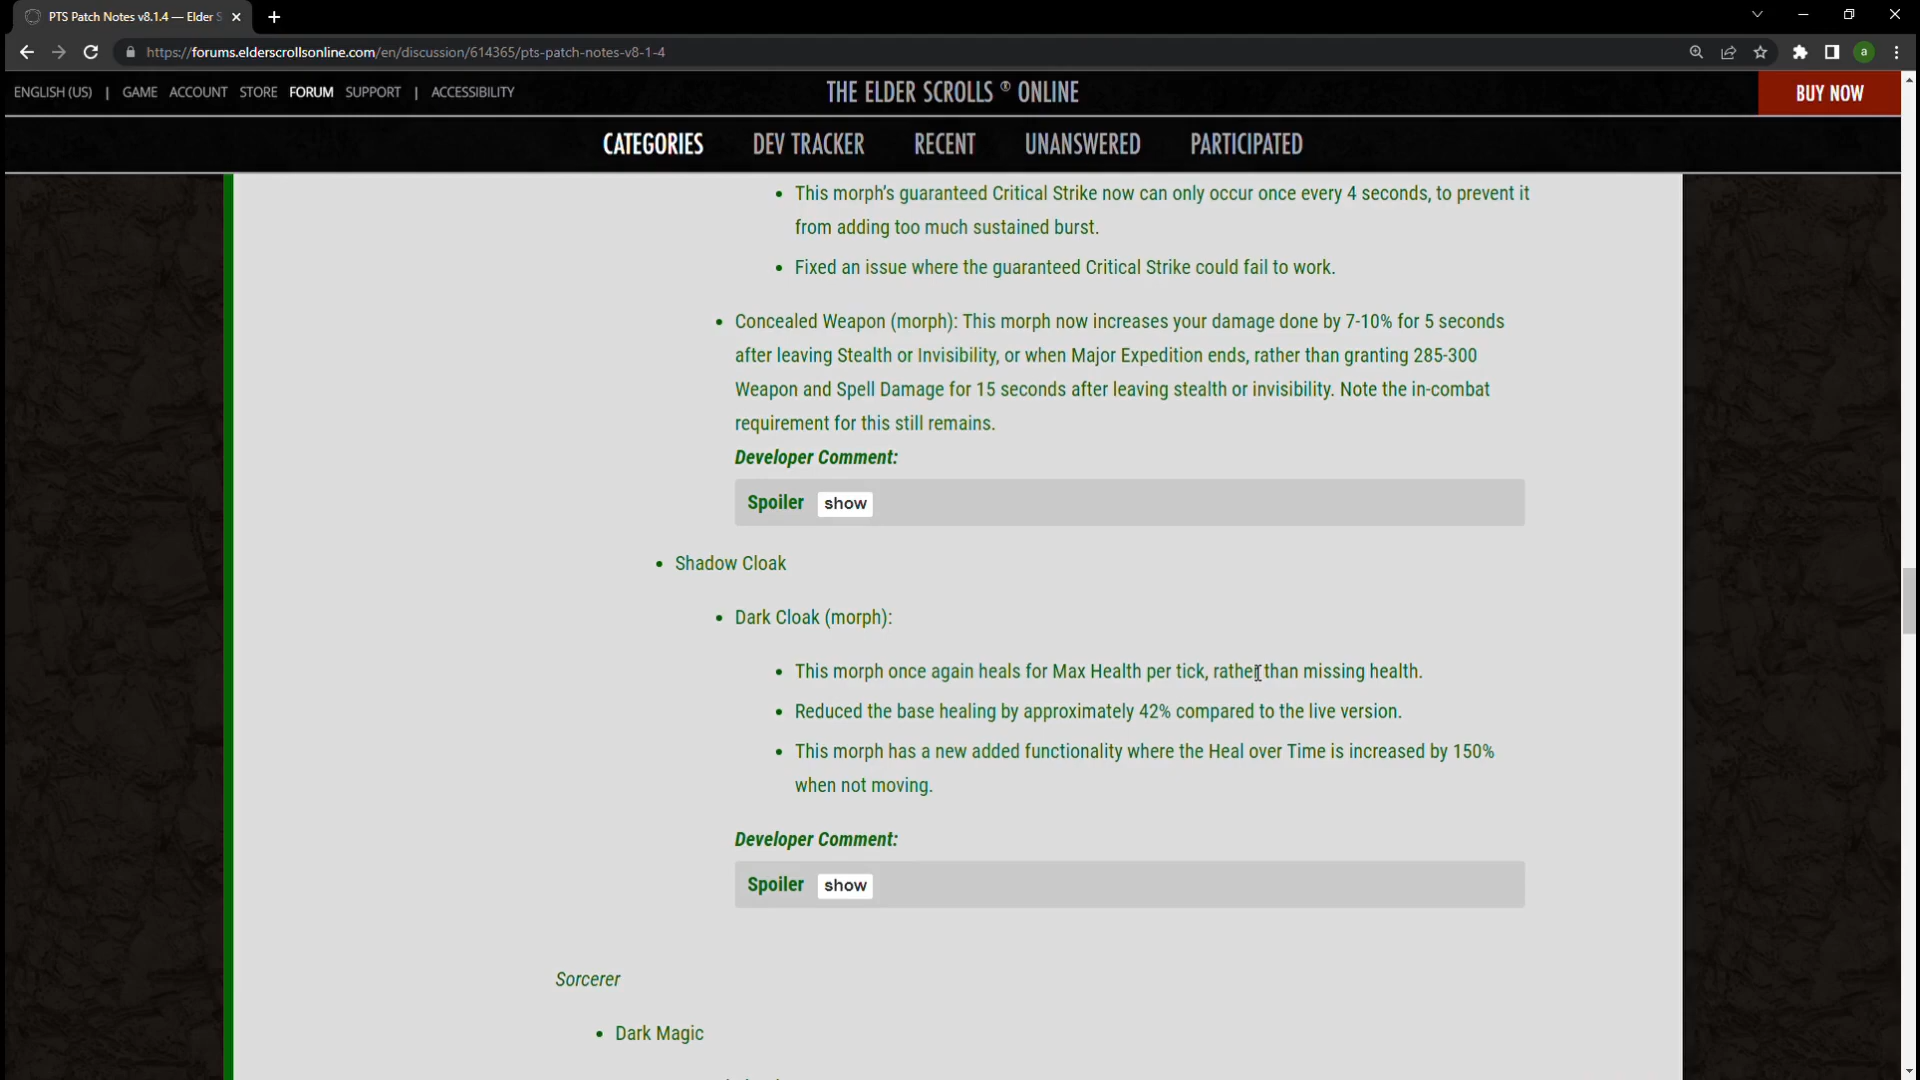 PTS Patch Notes v8.1.4 — Elder S
https://forums.elderscrollsonline.com/en/discussion/614365/pts-patch-notes-v8-1-4
a
ENGLISH (US) | GAME ACCOUNT STORE FORUM SUPPORT | ACCESSIBILITY
THE ELDER SCROLLS ® ONLINE
BUY NOW
CATEGORIES DEV TRACKER RECENT UNANSWERED PARTICIPATED
• This morph's guaranteed Critical Strike now can only occur once every 4 seconds, to prevent it
from adding too much sustained burst.
• Fixed an issue where the guaranteed Critical Strike could fail to work.
• Concealed Weapon (morph): This morph now increases your damage done by 7-10% for 5 seconds
after leaving Stealth or Invisibility, or when Major Expedition ends, rather than granting 285-300
Weapon and Spell Damage for 15 seconds after leaving stealth or invisibility. Note the in-combat
requirement for this still remains.
Developer Comment:
Spoiler show
• Shadow Cloak
• Dark Cloak (morph):
• This morph once again heals for Max Health per tick, rather than missing health.
• Reduced the base healing by approximately 42% compared to the live version.
• This morph has a new added functionality where the Heal over Time is increased by 150%
when not moving.
Developer Comment:
Spoiler show
Sorcerer
• Dark Magic